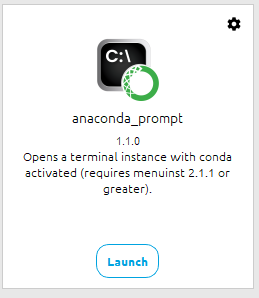 C:\
anaconda_prompt
1.1.0
Opens a terminal instance with conda
activated (requires menuinst 2.1.1 or
greater).
Launch